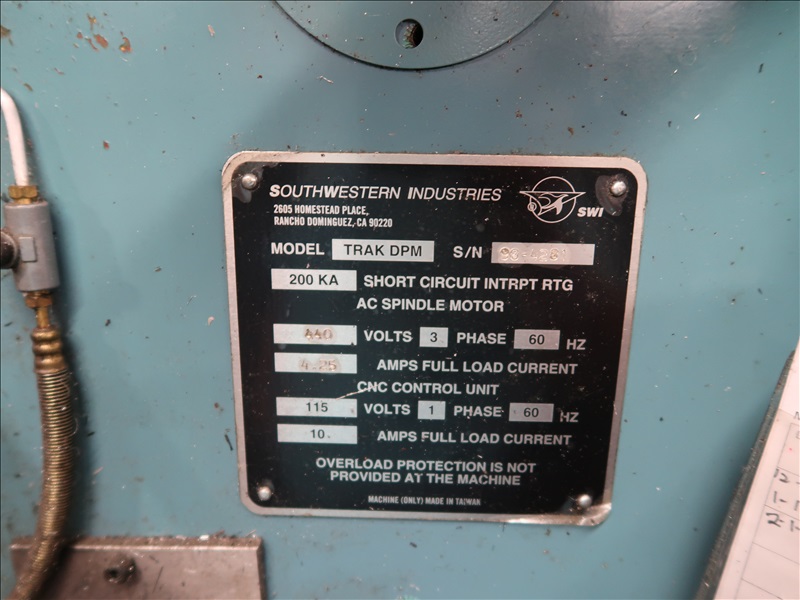 SOUTHWESTERN INDUSTRIES
SWI
2605 HOMESTEAD PLACE,
RANCHO DOMINGUEZ, CA 90220
MODEL TRAK DPM S/N
200 KA SHORT CIRCUIT INTRPT RTG
AC SPINDLE MOTOR
440 VOLTS 3 PHASE 60 HZ
4.25 AMPS FULL LOAD CURRENT
CNC CONTROL UNIT
115 VOLTS 1 PHASE 60 HZ
10 AMPS FULL LOAD CURRENT
OVERLOAD PROTECTION IS NOT
PROVIDED AT THE MACHINE
MACHINE (ONLY) MADE IN TAIWAN